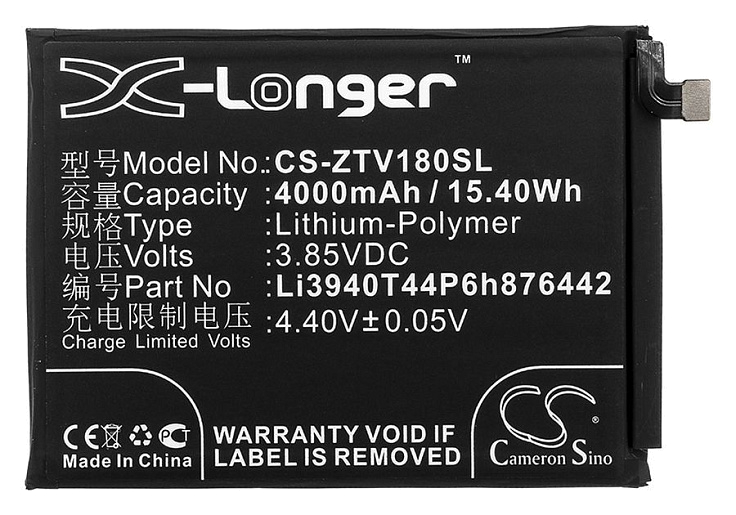 X-Longer™
型号Model No.:CS-ZTV180SL
容量Capacity :4000mAh / 15.40Wh
规格Type :Lithium-Polymer
电压Volts :3.85VDC
编号Part No :Li3940T44P6h876442
充电限制电压 :4.40V±0.05V
Charge Limited Volts
CE PCT
Made In China
WARRANTY VOID IF
LABEL IS REMOVED
CS®
Cameron Sino